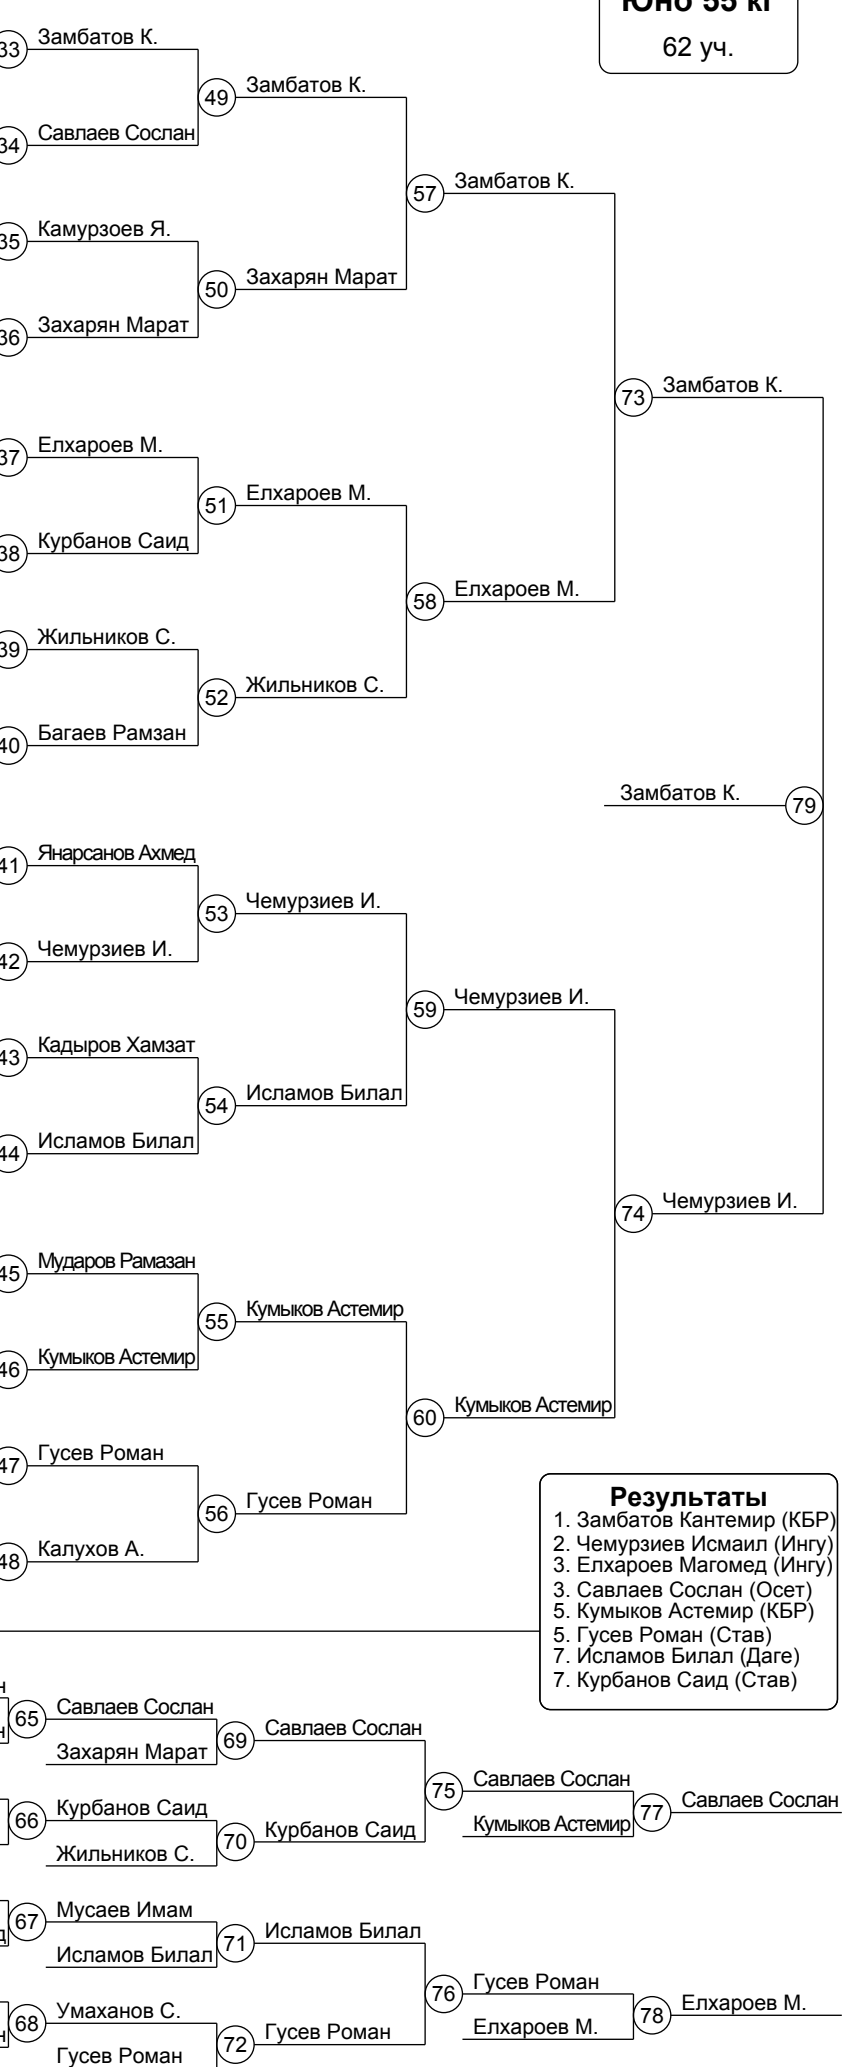 Юно 55 кг
62 уч.
33 Замбатов К.
49 Замбатов К.
34 Савлаев Сослан
57 Замбатов К.
35 Камурзоев Я.
50 Захарян Марат
36 Захарян Марат
73 Замбатов К.
37 Елхароев М.
51 Елхароев М.
38 Курбанов Саид
58 Елхароев М.
39 Жильников С.
52 Жильников С.
40 Багаев Рамзан
Замбатов К. 79
41 Янарсанов Ахмед
53 Чемурзиев И.
42 Чемурзиев И.
59 Чемурзиев И.
43 Кадыров Хамзат
54 Исламов Билал
44 Исламов Билал
74 Чемурзиев И.
45 Мударов Рамазан
55 Кумыков Астемир
46 Кумыков Астемир
60 Кумыков Астемир
47 Гусев Роман
56 Гусев Роман
48 Калухов А.
Результаты
1. Замбатов Кантемир (КБР)
2. Чемурзиев Исмаил (Ингу)
3. Елхароев Магомед (Ингу)
3. Савлаев Сослан (Осет)
5. Кумыков Астемир (КБР)
5. Гусев Роман (Став)
7. Исламов Билал (Даге)
7. Курбанов Саид (Став)
65 Савлаев Сослан
69 Савлаев Сослан
Захарян Марат
75 Савлаев Сослан
77 Савлаев Сослан
66 Курбанов Саид
Кумыков Астемир
70 Курбанов Саид
Жильников С.
67 Мусаев Имам
71 Исламов Билал
Исламов Билал
76 Гусев Роман
78 Елхароев М.
68 Умаханов С.
Елхароев М.
72 Гусев Роман
Гусев Роман